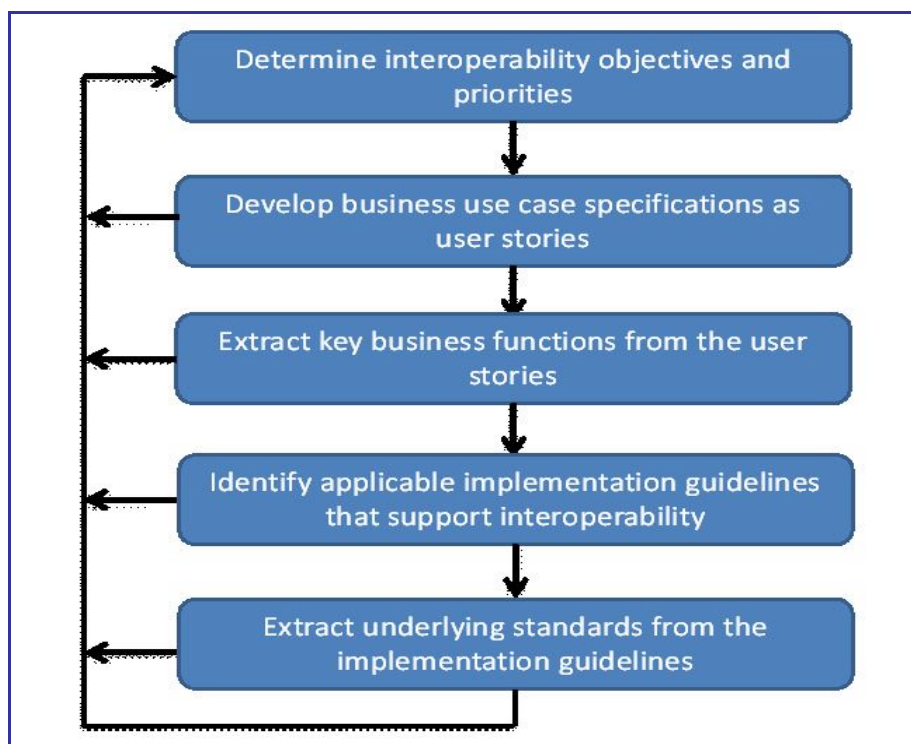 Determine interoperability objectives and
priorities
Develop business use case specifications as
user stories
Extract key business functions from the user
stories
Identify applicable implementation guidelines
that support interoperability
Extract underlying standards from the
implementation guidelines